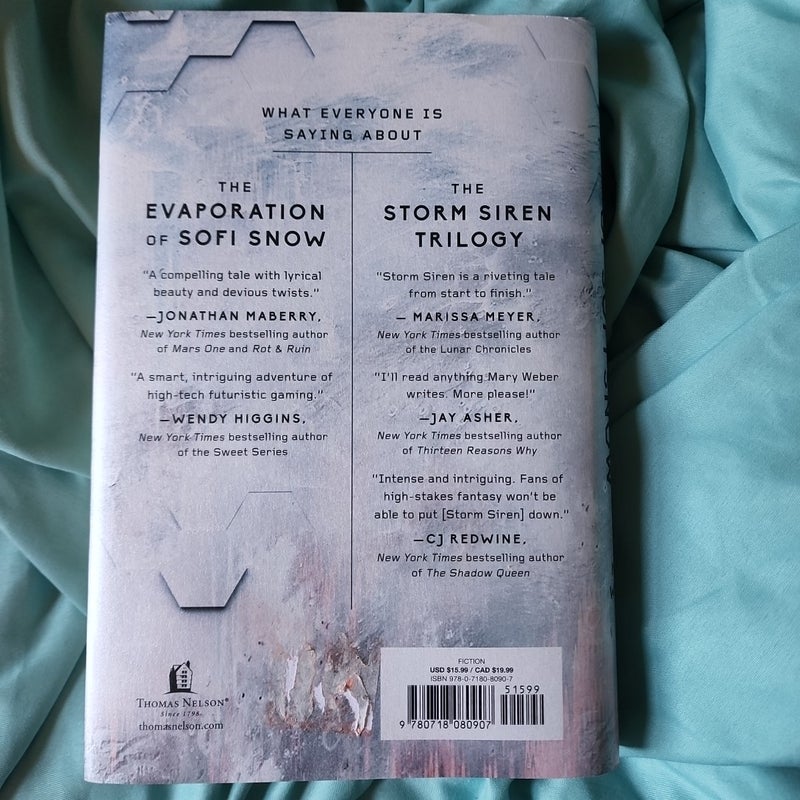 WHAT EVERYONE IS
SAYING ABOUT
THE
EVAPORATION
OF SOFI SNOW
"A compelling tale with lyrical
beauty and devious twists."
—JONATHAN MABERRY,
New York Times bestselling author
of Mars One and Rot & Ruin
"A smart, intriguing adventure of
high-tech futuristic gaming."
—WENDY HIGGINS,
New York Times bestselling author
of the Sweet Series
THE
STORM SIREN
TRILOGY
"Storm Siren is a riveting tale
from start to finish."
— MARISSA MEYER,
New York Times bestselling author
of the Lunar Chronicles
"I'll read anything Mary Weber
writes. More please!"
—JAY ASHER,
New York Times bestselling author
of Thirteen Reasons Why
"Intense and intriguing. Fans of
high-stakes fantasy won't be
able to put [Storm Siren] down."
—CJ REDWINE,
New York Times bestselling author
of The Shadow Queen
THOMAS NELSON®
Since 1798
thomasnelson.com
FICTION
USD $15.99 / CAD $19.99
ISBN 978-0-7180-8090-7
51599
9 780718 080907